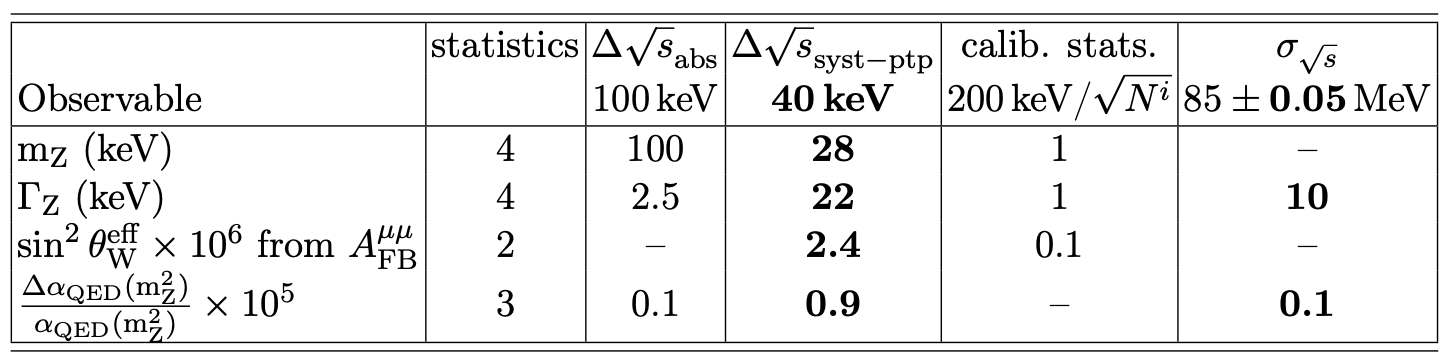 statistics Δ√s_abs Δ√s_syst−ptp calib. stats. σ_√s
Observable 100 keV 40 keV 200 keV/√N^i 85 ± 0.05 MeV
m_Z (keV) 4 100 28 1 –
Γ_Z (keV) 4 2.5 22 1 10
sin² θ_W^eff × 10⁶ from A_FB^μμ 2 – 2.4 0.1 –
Δα_QED(m_Z²)/α_QED(m_Z²) × 10⁵ 3 0.1 0.9 – 0.1